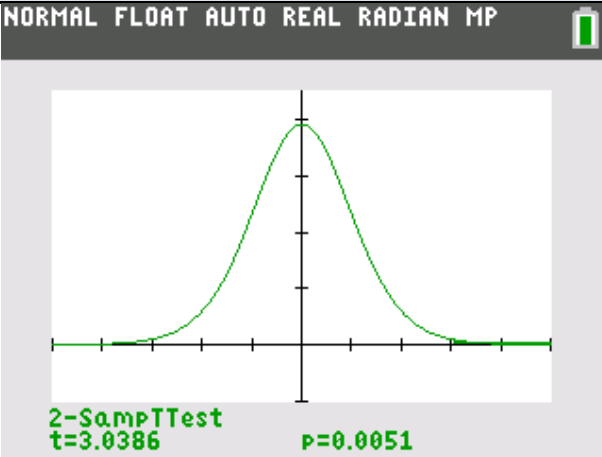 NORMAL FLOAT AUTO REAL RADIAN MP
2-SampTTest
t=3.0386 p=0.0051